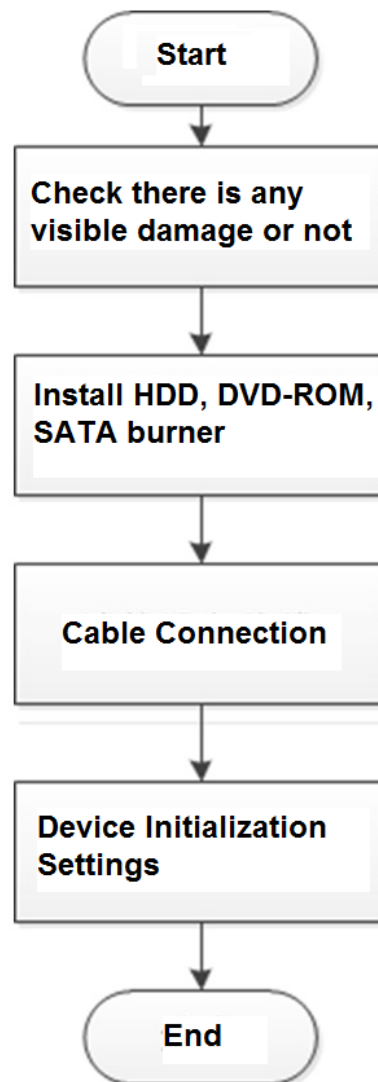 Start
Check there is any
visible damage or not
Install HDD, DVD-ROM,
SATA burner
Cable Connection
Device Initialization
Settings
End